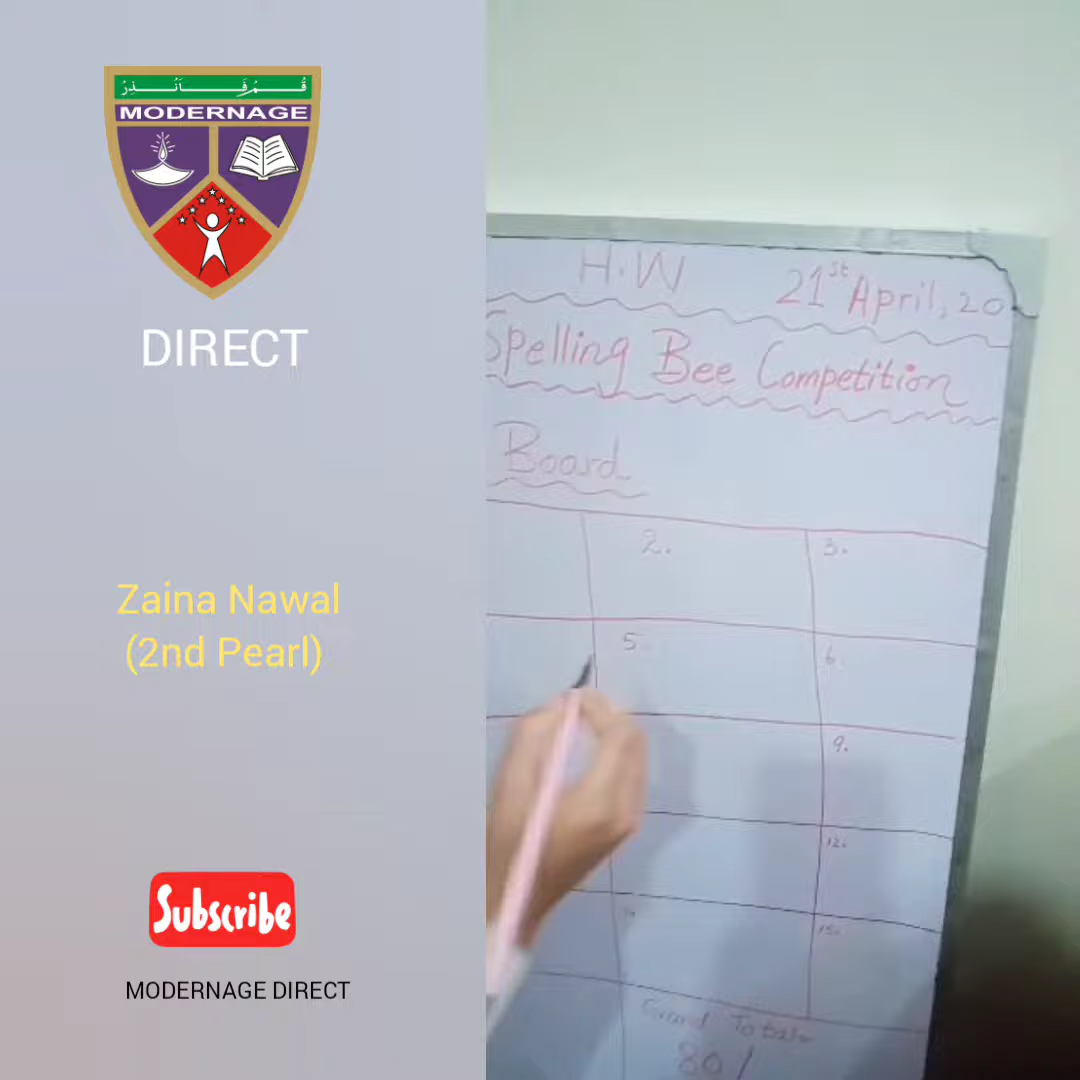 قُمْ فَاَنْذِرْ
MODERNAGE
DIRECT
Zaina Nawal
(2nd Pearl)
Subscribe
MODERNAGE DIRECT
H.W
21st April, 20
Spelling Bee Competition
Board
2.
3.
5.
6.
9.
12.
15.
Grand Total
80/